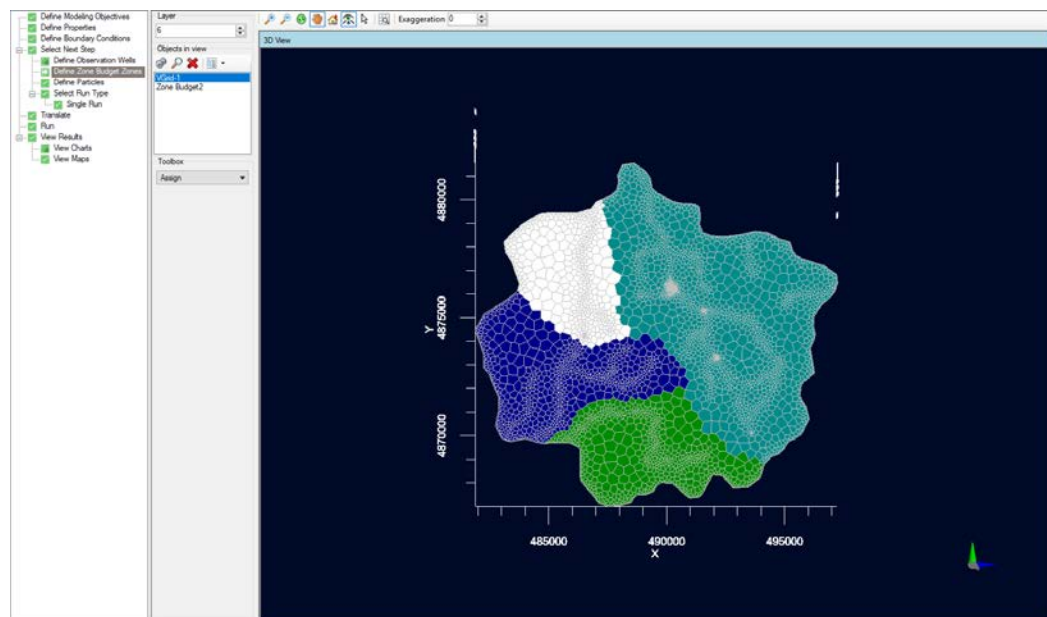 Define Modeling Objectives
Define Properties
Define Boundary Conditions
Select Next Step
Define Observation Wells
Define Zone Budget Zones
Define Particles
Select Run Type
Single Run
Translate
Run
View Results
View Charts
View Maps
Layer
6
Objects in view
VGrid-1
Zone Budget2
Toolbox
Assign
Exaggeration 0
3D View
4880000
4875000
4870000
Y
485000
490000
495000
X